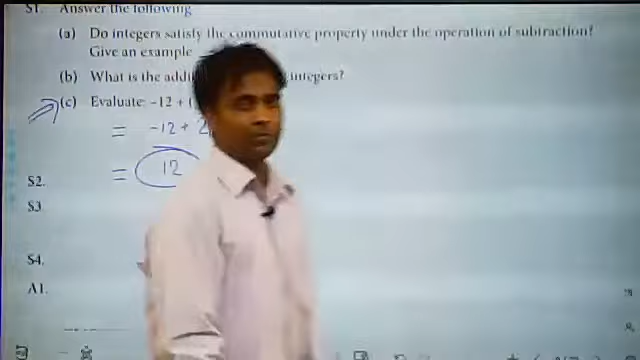 S1. Answer the following
(a) Do integers satisfy the commutative property under the operation of subtraction?
Give an example
(b) What is the integers?
(c) Evaluate -12 +
= -12 + 2
= 12
S2.
S3
S4.
A1.